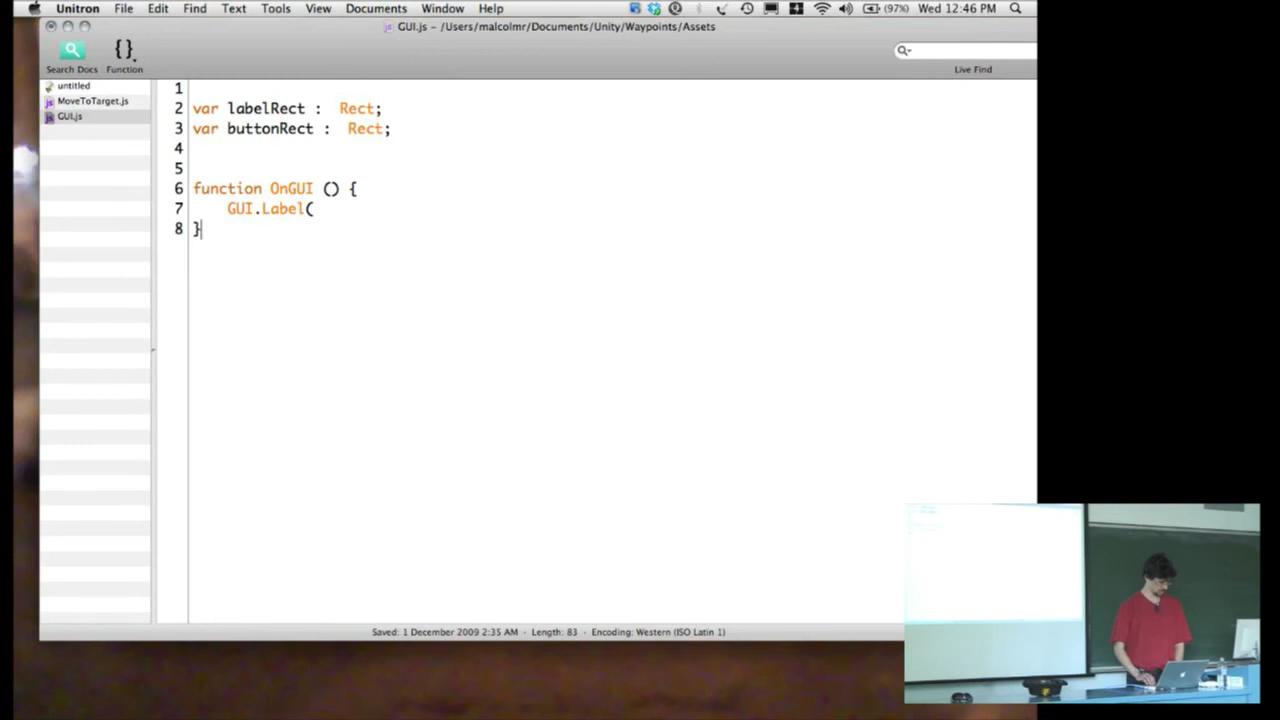 Unitron File Edit Find Text Tools View Documents Window Help (97%) Wed 12:46 PM
GUI.js – /Users/malcolmr/Documents/Unity/Waypoints/Assets
Search Docs Function Live Find
untitled
MoveToTarget.js
GUI.js
1
2 var labelRect : Rect;
3 var buttonRect : Rect;
4
5
6 function OnGUI () {
7 GUI.Label(
8 }
Saved: 1 December 2009 2:35 AM · Length: 83 · Encoding: Western (ISO Latin 1)